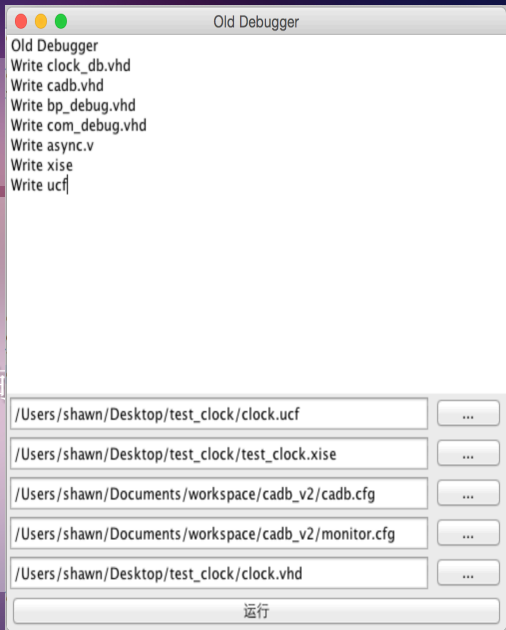 Old Debugger
Old Debugger
Write clock_db.vhd
Write cadb.vhd
Write bp_debug.vhd
Write com_debug.vhd
Write async.v
Write xise
Write ucf
/Users/shawn/Desktop/test_clock/clock.ucf ...
/Users/shawn/Desktop/test_clock/test_clock.xise ...
/Users/shawn/Documents/workspace/cadb_v2/cadb.cfg ...
/Users/shawn/Documents/workspace/cadb_v2/monitor.cfg ...
/Users/shawn/Desktop/test_clock/clock.vhd ...
运行